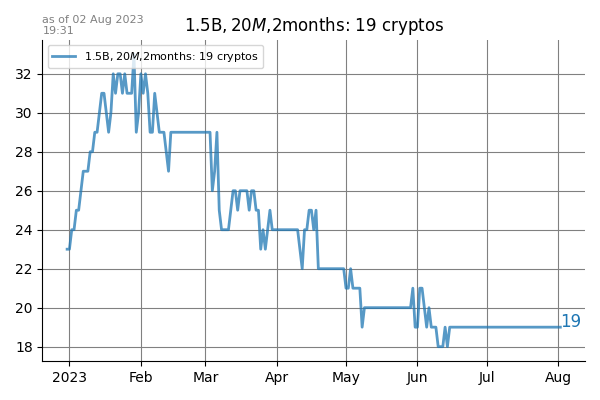 as of 02 Aug 2023
19:31
1.5B, 20M,2months: 19 cryptos
1.5B, 20M,2months: 19 cryptos
32
30
28
26
24
22
20
18
19
2023 Feb Mar Apr May Jun Jul Aug